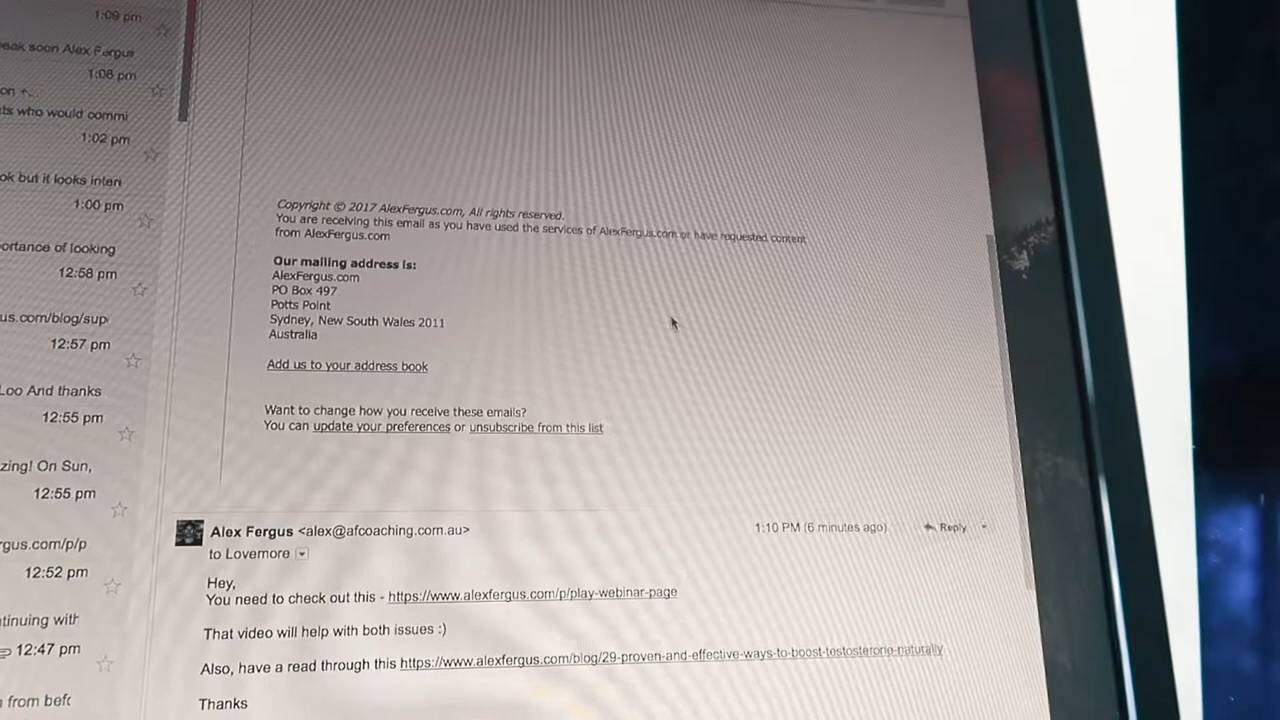 1:09 pm
eak soon Alex Fergus
1:06 pm
on
ts who would commi
1:02 pm
ok but it looks inter
1:00 pm
ortance of looking
12:58 pm
us.com/blog/sup
12:57 pm
Loo And thanks
12:55 pm
zing! On Sun,
12:55 pm
rgus.com/p/p
12:52 pm
tinuing with
12:47 pm
from befo
Copyright © 2017 AlexFergus.com, All rights reserved.
You are receiving this email as you have used the services of AlexFergus.com or have requested content
from AlexFergus.com
Our mailing address is:
AlexFergus.com
PO Box 497
Potts Point
Sydney, New South Wales 2011
Australia
Add us to your address book
Want to change how you receive these emails?
You can update your preferences or unsubscribe from this list
Alex Fergus <alex@afcoaching.com.au>
1:10 PM (6 minutes ago)
Reply
to Lovemore
Hey,
You need to check out this - https://www.alexfergus.com/p/play-webinar-page
That video will help with both issues :)
Also, have a read through this https://www.alexfergus.com/blog/29-proven-and-effective-ways-to-boost-testosterone-naturally
Thanks